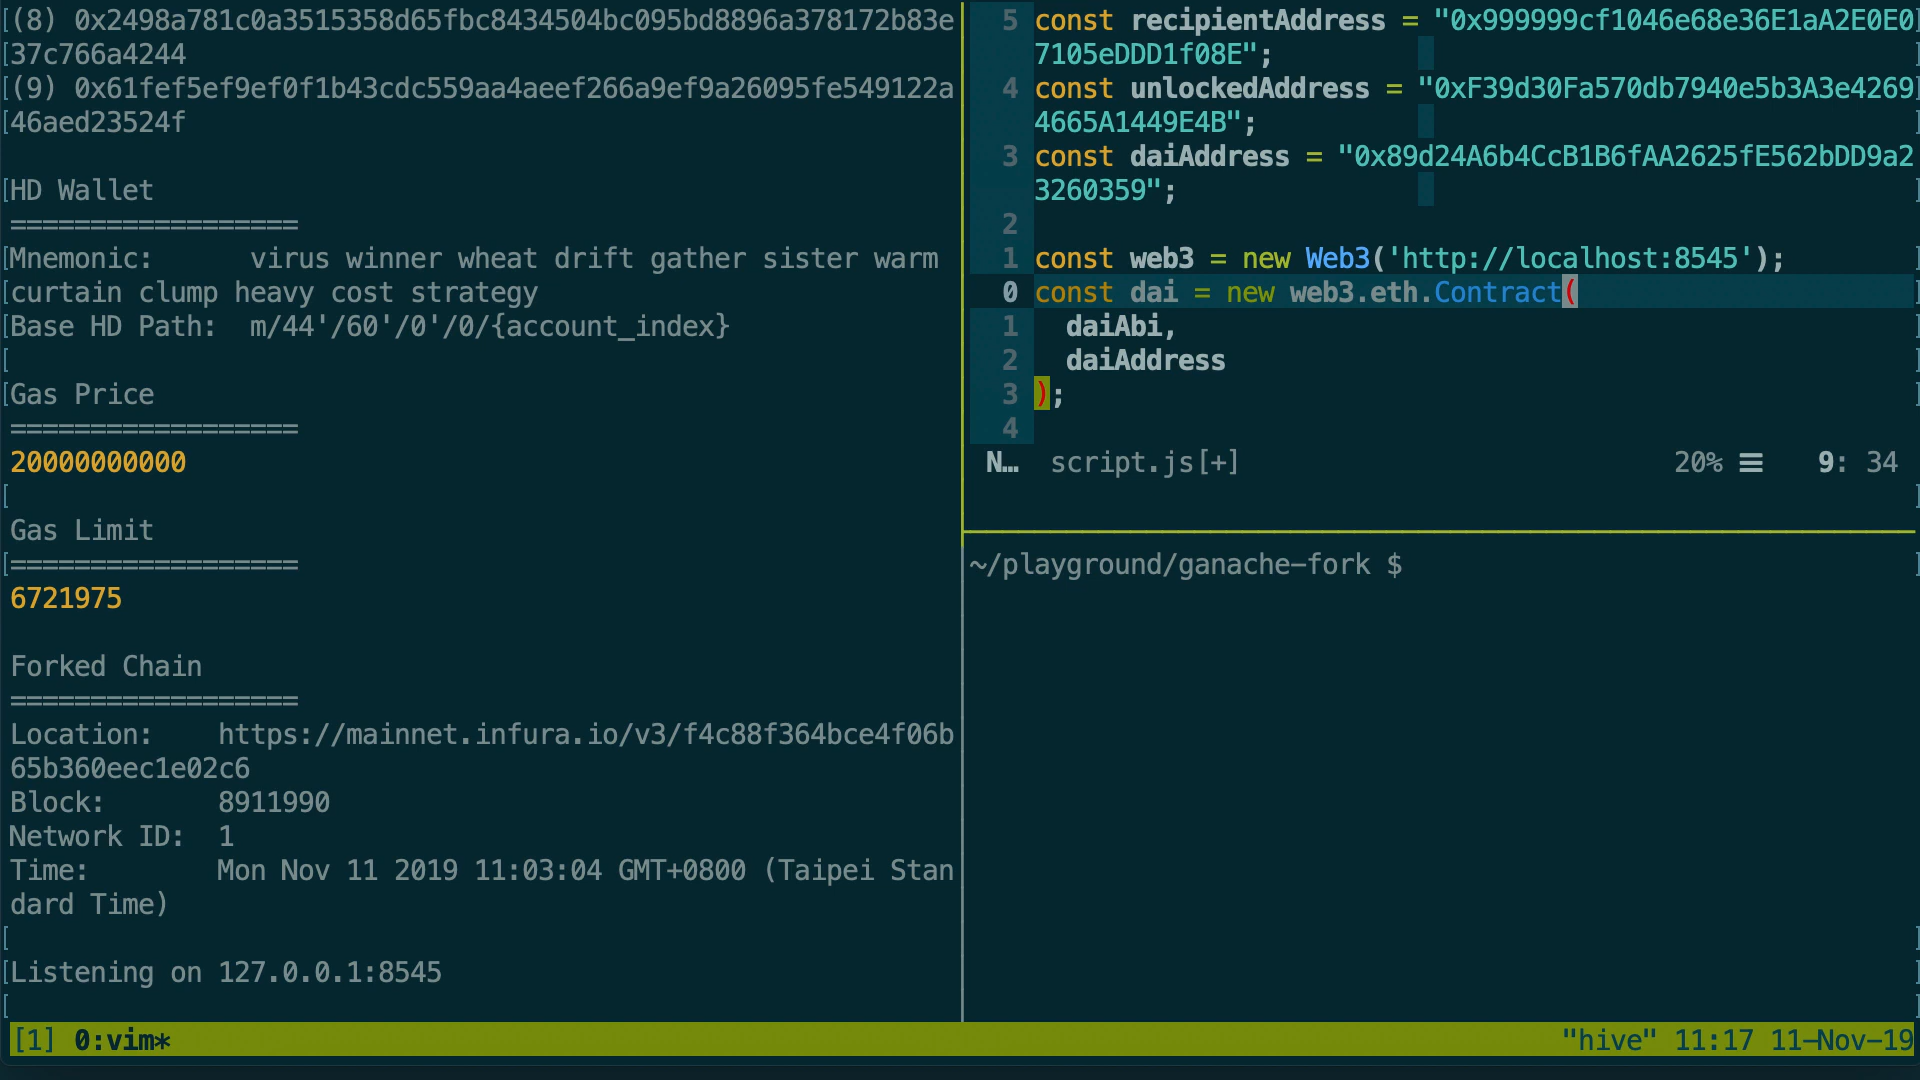 (8) 0x2498a781c0a3515358d65fbc8434504bc095bd8896a378172b83e
37c766a4244
(9) 0x61fef5ef9ef0f1b43cdc559aa4aeef266a9ef9a26095fe549122a
46aed23524f
HD Wallet
==================
Mnemonic:      virus winner wheat drift gather sister warm
curtain clump heavy cost strategy
Base HD Path:  m/44'/60'/0'/0/{account_index}
Gas Price
==================
20000000000
Gas Limit
==================
6721975
Forked Chain
==================
Location:    https://mainnet.infura.io/v3/f4c88f364bce4f06b
65b360eec1e02c6
Block:       8911990
Network ID:  1
Time:        Mon Nov 11 2019 11:03:04 GMT+0800 (Taipei Stan
dard Time)
Listening on 127.0.0.1:8545
5 const recipientAddress = "0x999999cf1046e68e36E1aA2E0E0
7105eDDD1f08E";
4 const unlockedAddress = "0xF39d30Fa570db7940e5b3A3e4269
4665A1449E4B";
3 const daiAddress = "0x89d24A6b4CcB1B6fAA2625fE562bDD9a2
3260359";
2
1 const web3 = new Web3('http://localhost:8545');
0 const dai = new web3.eth.Contract(
1   daiAbi,
2   daiAddress
3 );
4
N… script.js[+] 20% ☰ 9: 34
~/playground/ganache-fork $
[1] 0:vim* "hive" 11:17 11-Nov-19